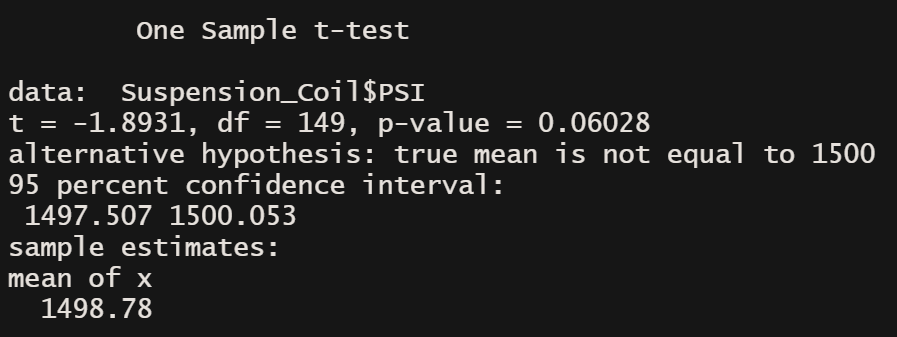 One Sample t-test
data:  Suspension_Coil$PSI
t = -1.8931, df = 149, p-value = 0.06028
alternative hypothesis: true mean is not equal to 1500
95 percent confidence interval:
1497.507 1500.053
sample estimates:
mean of x
1498.78